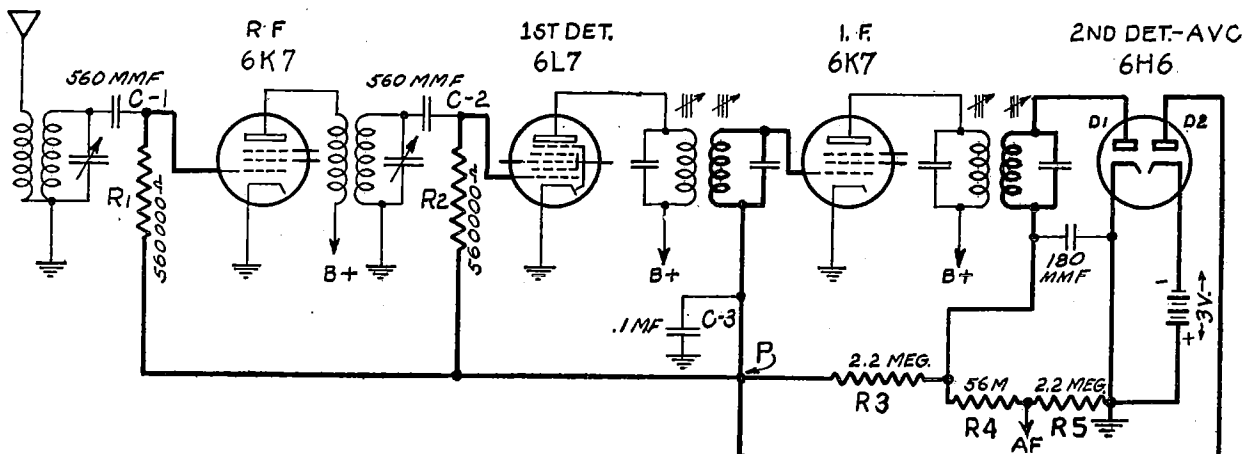 R F
6K7
1ST DET.
6L7
I. F.
6K7
2ND DET.-AVC
6H6
560 MMF
C-1
560 MMF
C-2
D1
D2
R1
560000Ω
R2
560000Ω
B+
B+
B+
180
MMF
-
3V.
+
.1MF
C-3
P
2.2 MEG.
R3
56M
R4
2.2 MEG.
R5
AF